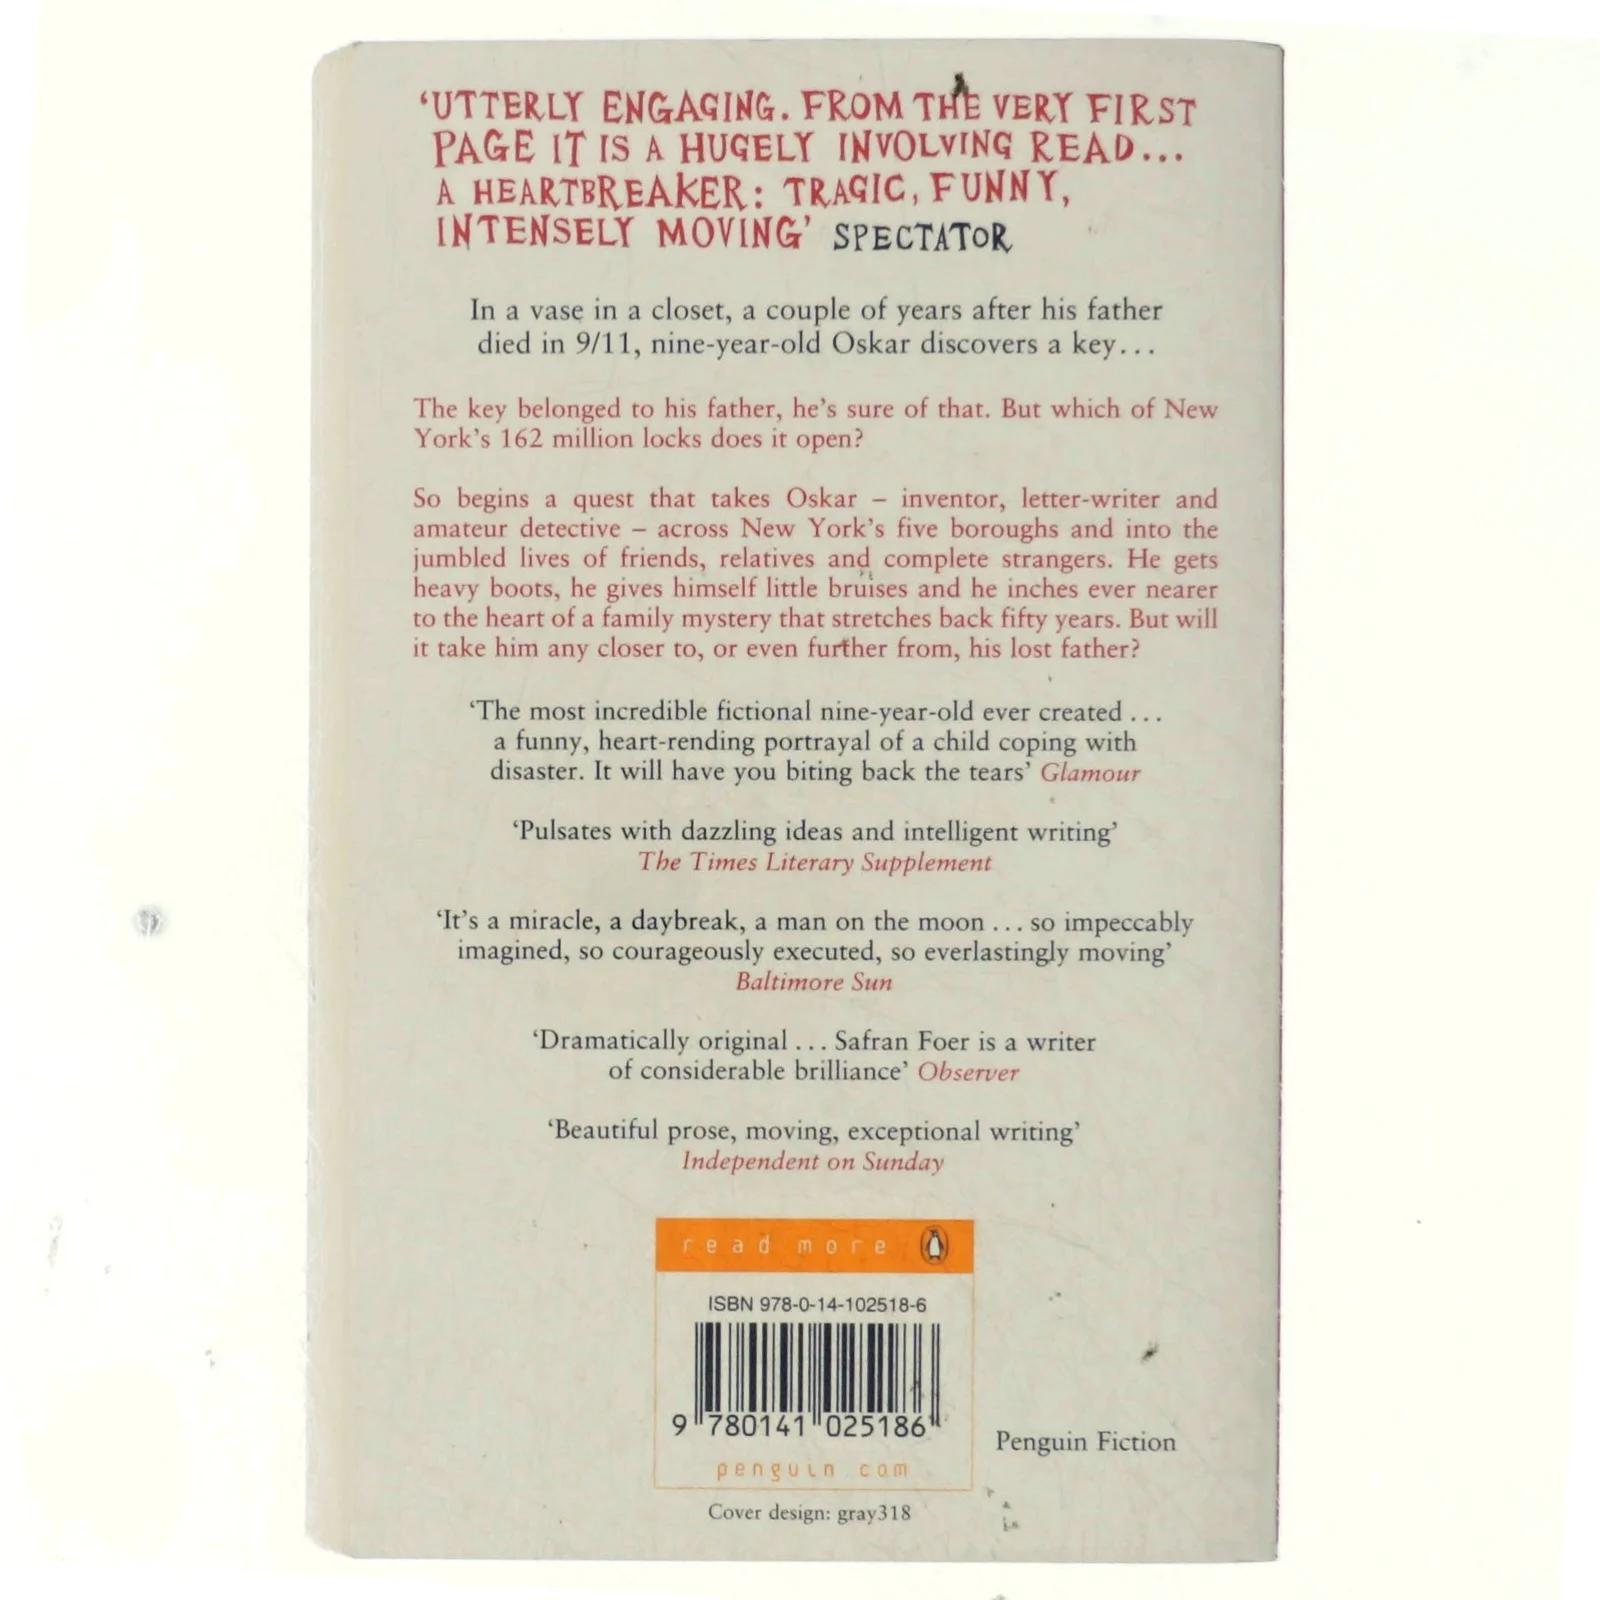 ‘UTTERLY ENGAGING. FROM THE VERY FIRST
PAGE IT IS A HUGELY INVOLVING READ...
A HEARTBREAKER: TRAGIC, FUNNY,
INTENSELY MOVING’ SPECTATOR
In a vase in a closet, a couple of years after his father
died in 9/11, nine-year-old Oskar discovers a key...
The key belonged to his father, he’s sure of that. But which of New
York’s 162 million locks does it open?
So begins a quest that takes Oskar – inventor, letter-writer and
amateur detective – across New York’s five boroughs and into the
jumbled lives of friends, relatives and complete strangers. He gets
heavy boots, he gives himself little bruises and he inches ever nearer
to the heart of a family mystery that stretches back fifty years. But will
it take him any closer to, or even further from, his lost father?
‘The most incredible fictional nine-year-old ever created ...
a funny, heart-rending portrayal of a child coping with
disaster. It will have you biting back the tears’ Glamour
‘Pulsates with dazzling ideas and intelligent writing’
The Times Literary Supplement
‘It’s a miracle, a daybreak, a man on the moon ... so impeccably
imagined, so courageously executed, so everlastingly moving’
Baltimore Sun
‘Dramatically original ... Safran Foer is a writer
of considerable brilliance’ Observer
‘Beautiful prose, moving, exceptional writing’
Independent on Sunday
read more
ISBN 978-0-14-102518-6
9 780141 025186
penguin.com
Penguin Fiction
Cover design: gray318